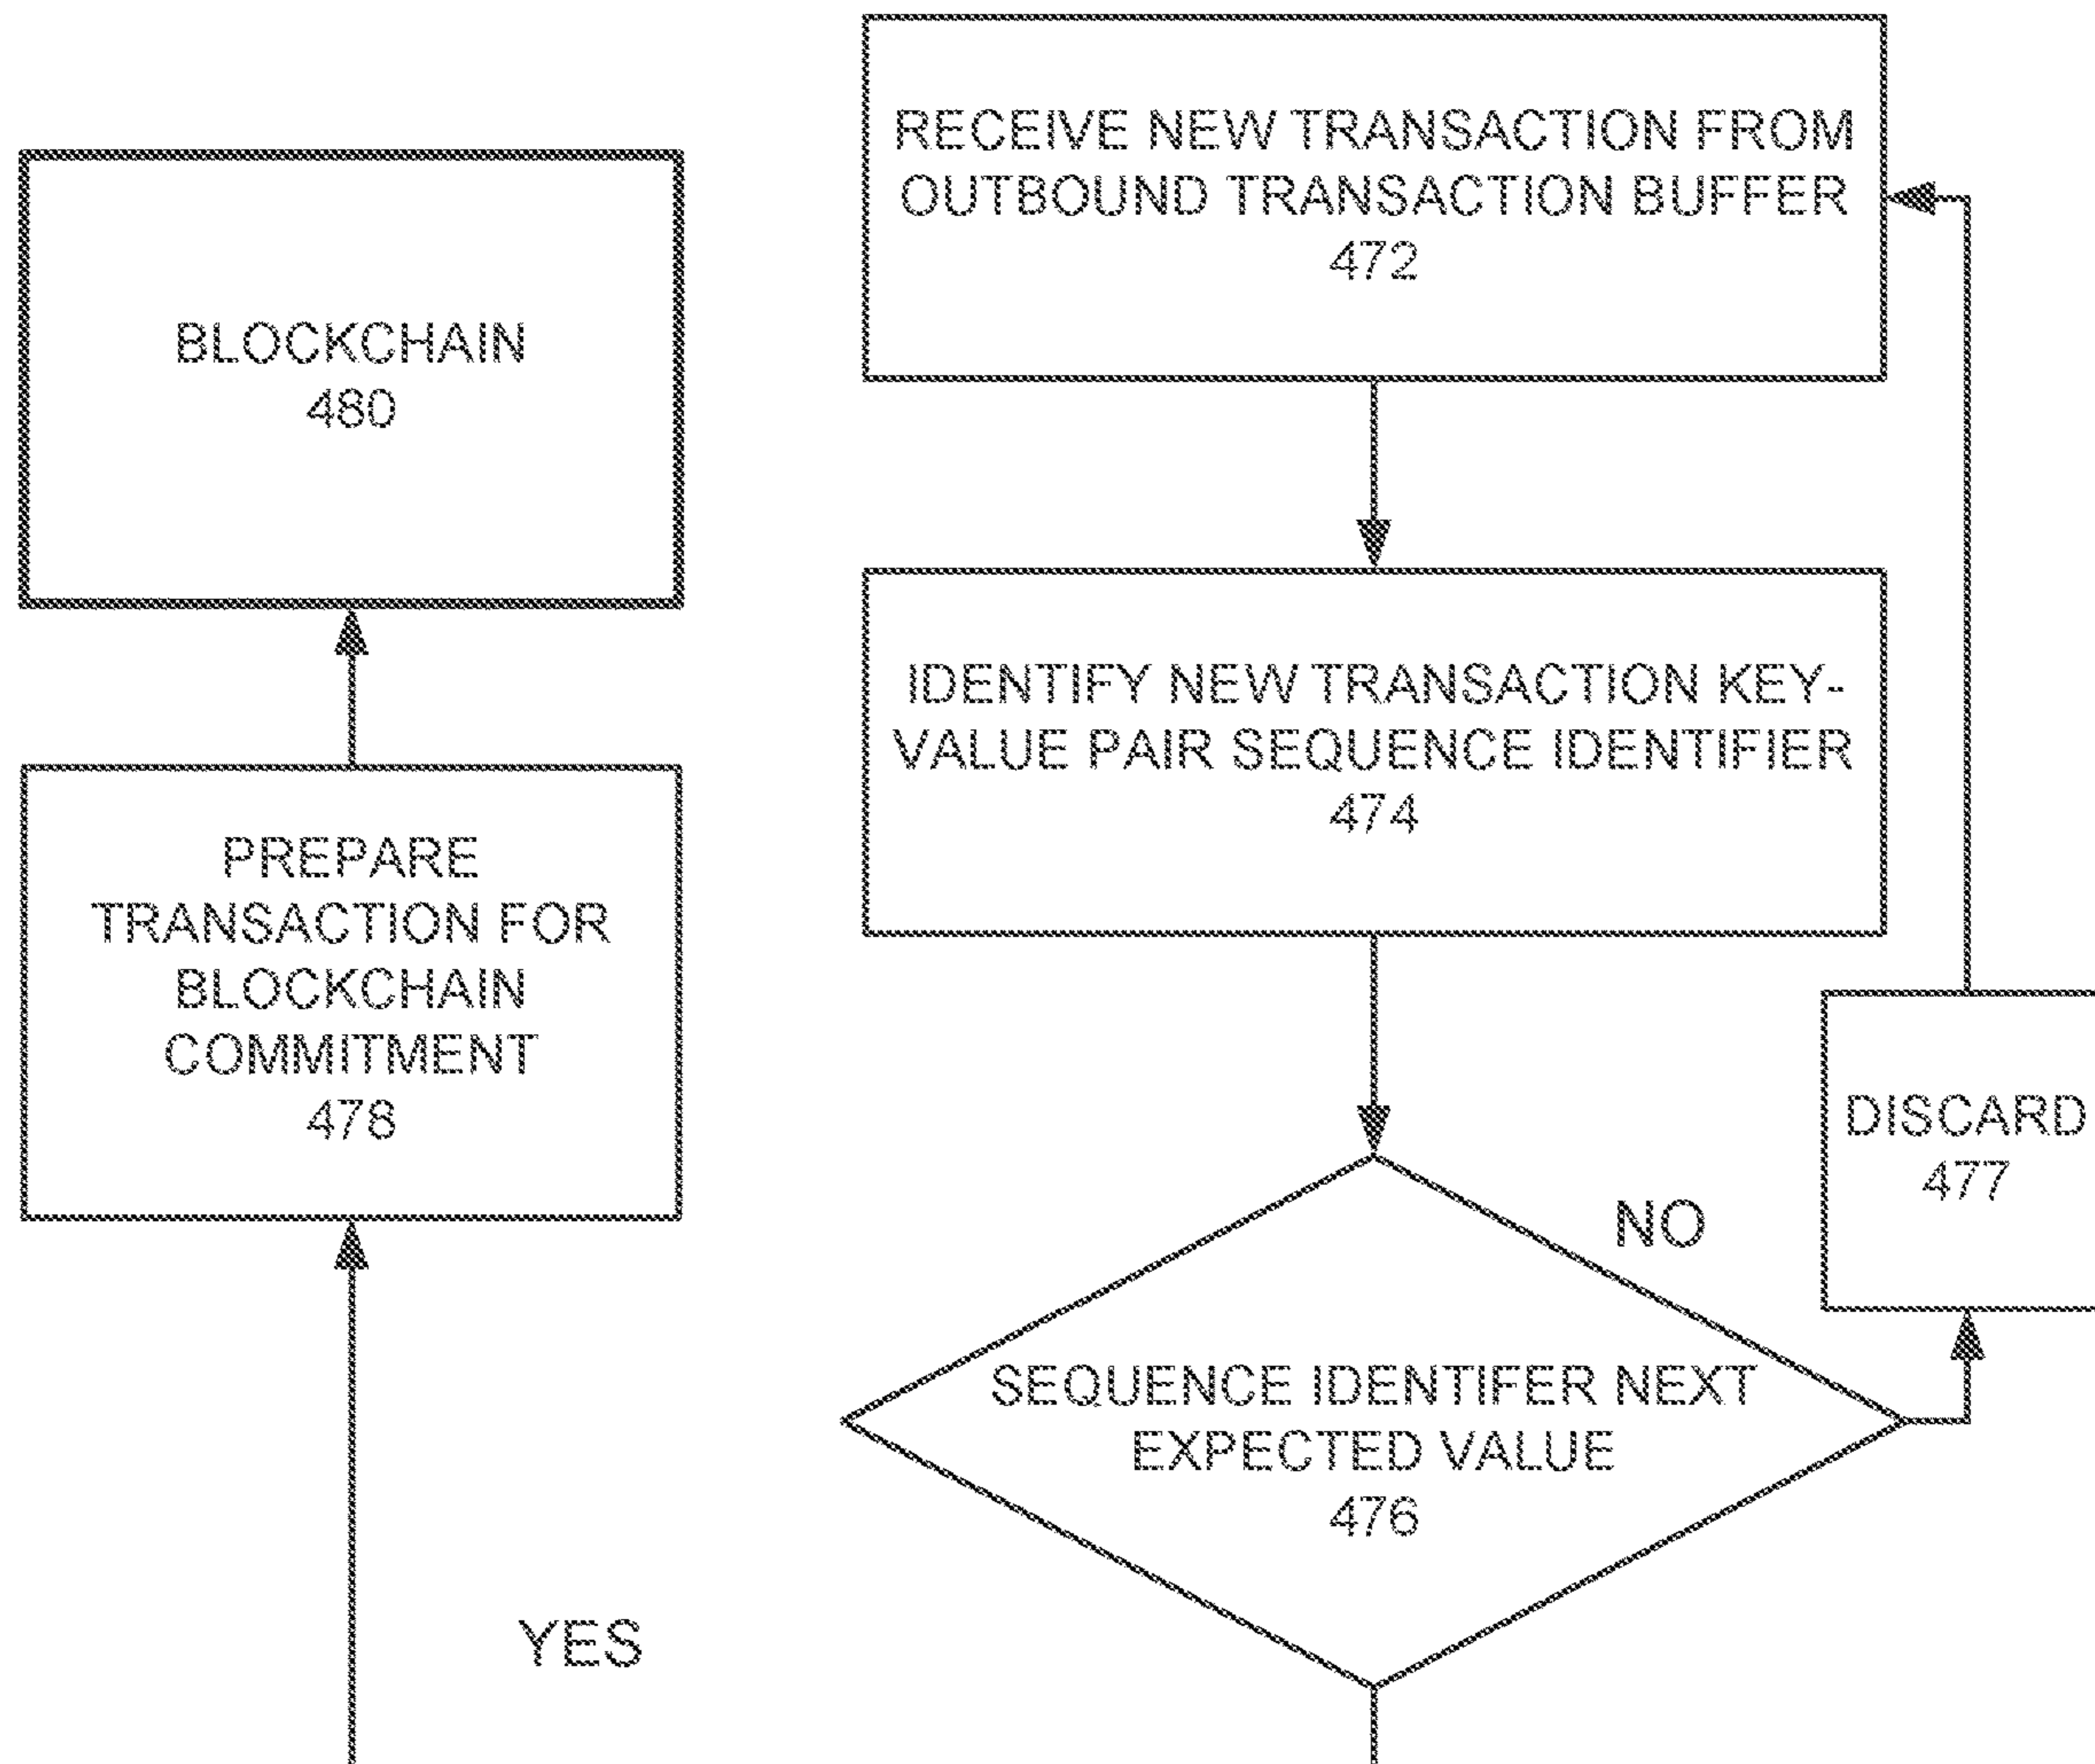 RECEIVE NEW TRANSACTION FROM
OUTBOUND TRANSACTION BUFFER
472
BLOCKCHAIN
480
IDENTIFY NEW TRANSACTION KEY-
VALUE PAIR SEQUENCE IDENTIFIER
474
PREPARE
TRANSACTION FOR
BLOCKCHAIN
COMMITMENT
478
DISCARD
477
NO
SEQUENCE IDENTIFER NEXT
EXPECTED VALUE
476
YES